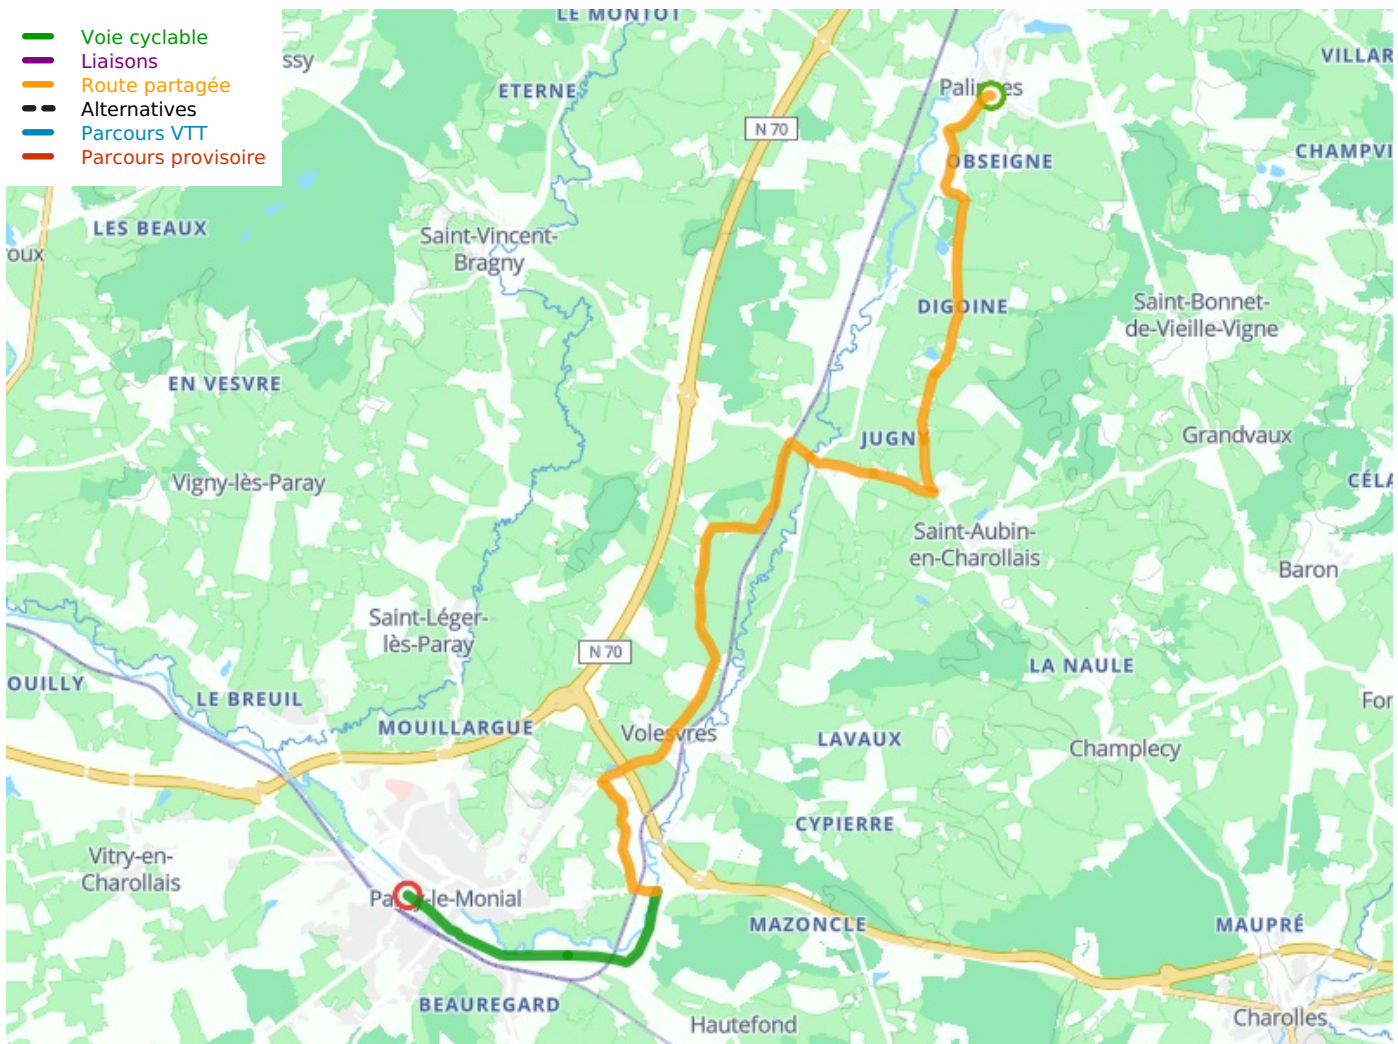 Voie cyclable
Liaisons
Route partagée
Alternatives
Parcours VTT
Parcours provisoire
LE MONTOT
ssy
VILLAR
ETERNE
N 70
OBSEIGNE
CHAMPVI
LES BEAUX
Saint-Vincent-
Bragny
oux
DIGOINE
Saint-Bonnet-
de-Vieille-Vigne
EN VESVRE
JUGNY
Grandvaux
Vigny-lès-Paray
CÉLA
Saint-Aubin-
en-Charollais
Baron
Saint-Léger-
lès-Paray
N 70
LA NAULE
OUILLY
LE BREUIL
For
MOUILLARGUE
Volesvres
LAVAUX
Champlecy
CYPIERRE
Vitry-en-
Charollais
Paray-le-Monial
MAZONCLE
MAUPRÉ
BEAUREGARD
Hautefond
Charolles